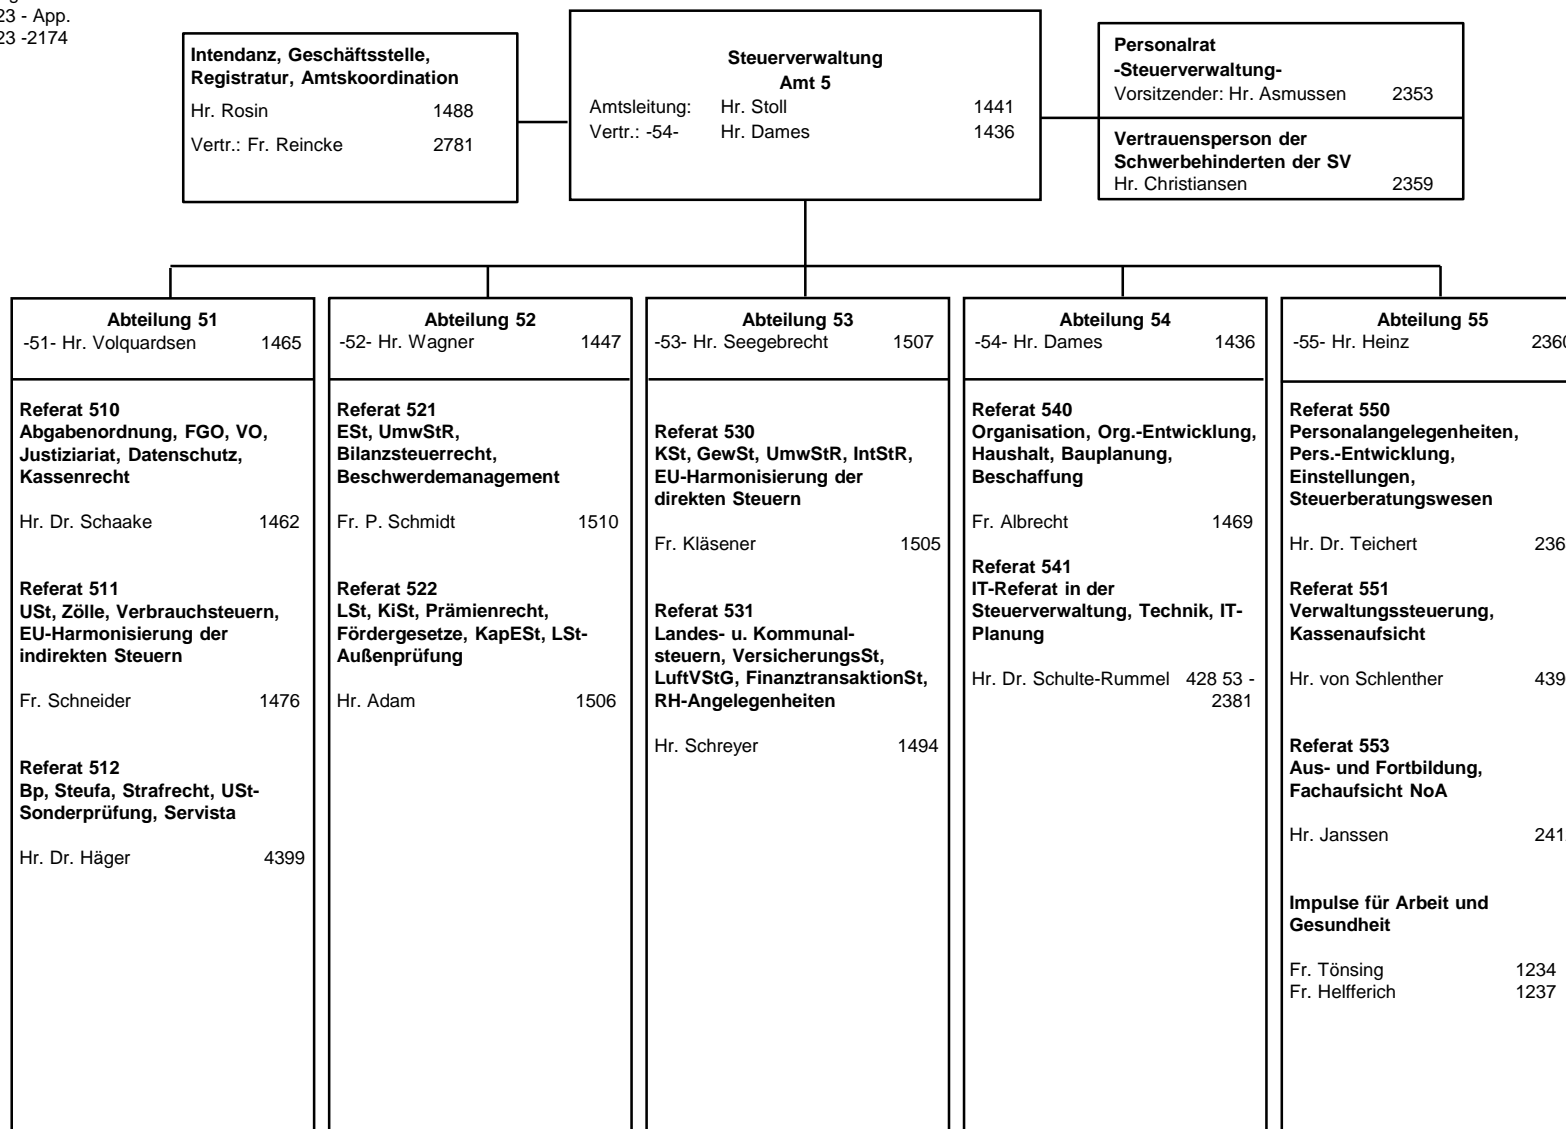 23 - App.
23 -2174
Intendanz, Geschäftsstelle,
Registratur, Amtskoordination
Hr. Rosin 1488
Vertr.: Fr. Reincke 2781
Steuerverwaltung
Amt 5
Amtsleitung: Hr. Stoll 1441
Vertr.: -54- Hr. Dames 1436
Personalrat
-Steuerverwaltung-
Vorsitzender: Hr. Asmussen 2353
Vertrauensperson der
Schwerbehinderten der SV
Hr. Christiansen 2359
Abteilung 51
-51- Hr. Volquardsen 1465
Referat 510
Abgabenordnung, FGO, VO,
Justiziariat, Datenschutz,
Kassenrecht
Hr. Dr. Schaake 1462
Referat 511
USt, Zölle, Verbrauchsteuern,
EU-Harmonisierung der
indirekten Steuern
Fr. Schneider 1476
Referat 512
Bp, Steufa, Strafrecht, USt-
Sonderprüfung, Servista
Hr. Dr. Häger 4399
Abteilung 52
-52- Hr. Wagner 1447
Referat 521
ESt, UmwStR,
Bilanzsteuerrecht,
Beschwerdemanagement
Fr. P. Schmidt 1510
Referat 522
LSt, KiSt, Prämienrecht,
Fördergesetze, KapESt, LSt-
Außenprüfung
Hr. Adam 1506
Abteilung 53
-53- Hr. Seegebrecht 1507
Referat 530
KSt, GewSt, UmwStR, IntStR,
EU-Harmonisierung der
direkten Steuern
Fr. Kläsener 1505
Referat 531
Landes- u. Kommunal-
steuern, VersicherungsSt,
LuftVStG, FinanztransaktionSt,
RH-Angelegenheiten
Hr. Schreyer 1494
Abteilung 54
-54- Hr. Dames 1436
Referat 540
Organisation, Org.-Entwicklung,
Haushalt, Bauplanung,
Beschaffung
Fr. Albrecht 1469
Referat 541
IT-Referat in der
Steuerverwaltung, Technik, IT-
Planung
Hr. Dr. Schulte-Rummel 428 53 -
2381
Abteilung 55
-55- Hr. Heinz 2360
Referat 550
Personalangelegenheiten,
Pers.-Entwicklung,
Einstellungen,
Steuerberatungswesen
Hr. Dr. Teichert 236
Referat 551
Verwaltungssteuerung,
Kassenaufsicht
Hr. von Schlenther 439
Referat 553
Aus- und Fortbildung,
Fachaufsicht NoA
Hr. Janssen 241
Impulse für Arbeit und
Gesundheit
Fr. Tönsing 1234
Fr. Helfferich 1237